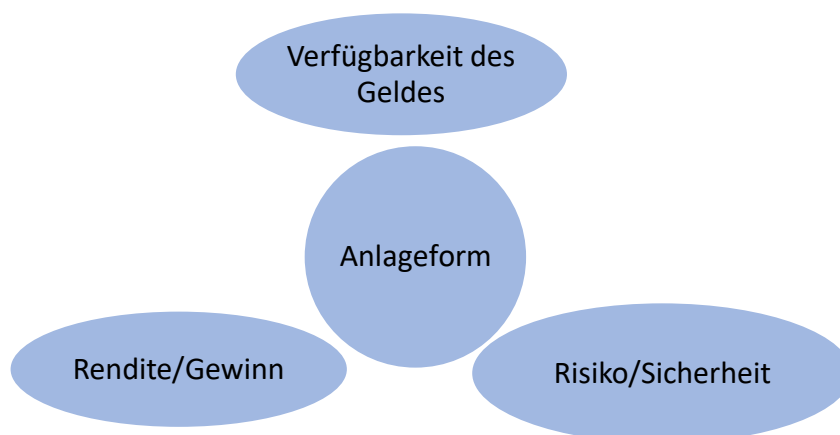 Verfügbarkeit des
Geldes
Anlageform
Rendite/Gewinn
Risiko/Sicherheit